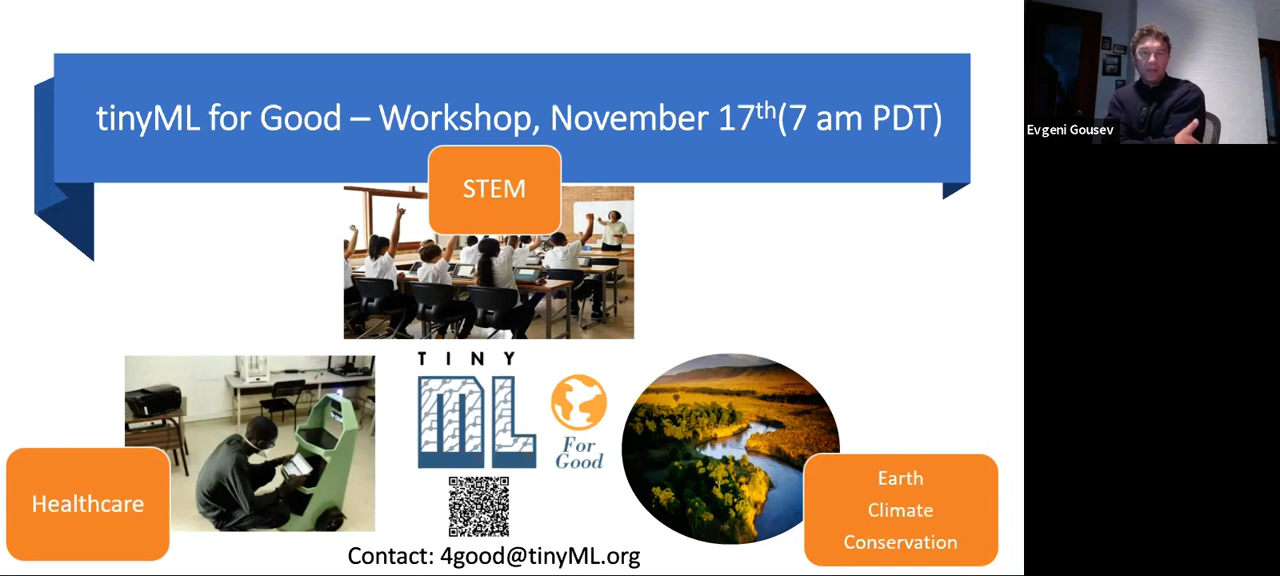 tinyML for Good – Workshop, November 17th(7 am PDT)
Evgeni Gousev
STEM
TINY
ML
For
Good
Healthcare
Earth
Climate
Conservation
Contact: 4good@tinyML.org